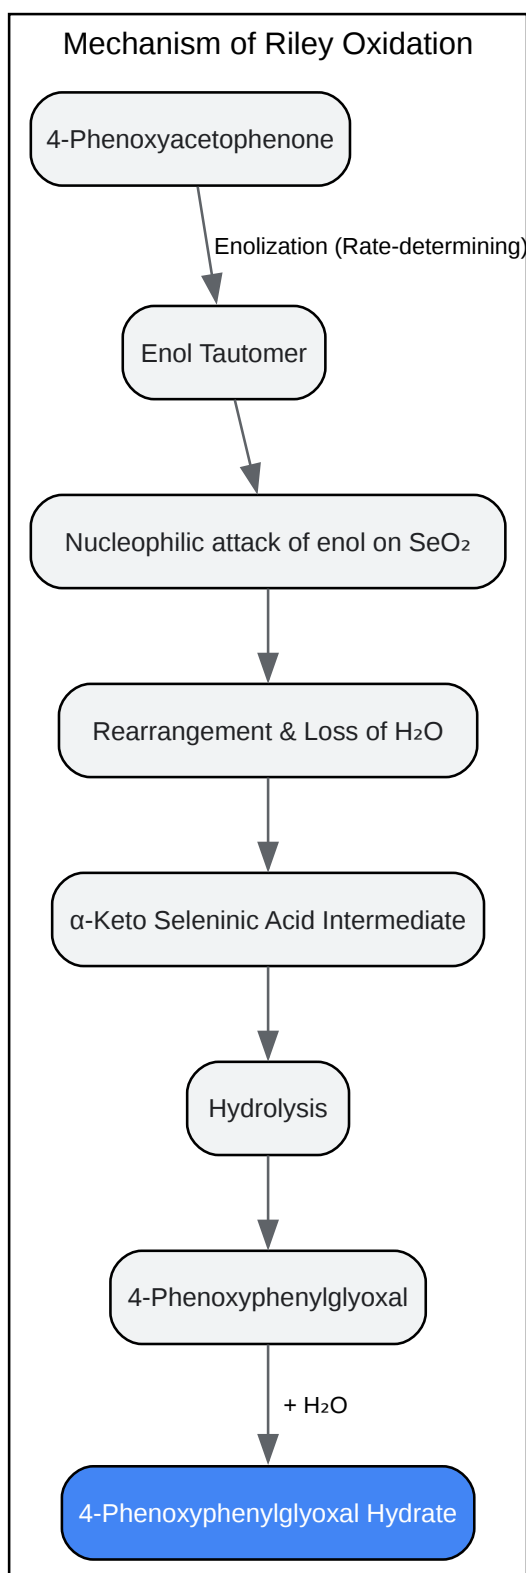 Mechanism of Riley Oxidation
4-Phenoxyacetophenone
Enolization (Rate-determining)
Enol Tautomer
Nucleophilic attack of enol on SeO₂
Rearrangement & Loss of H₂O
α-Keto Seleninic Acid Intermediate
Hydrolysis
4-Phenoxyphenylglyoxal
+ H₂O
4-Phenoxyphenylglyoxal Hydrate